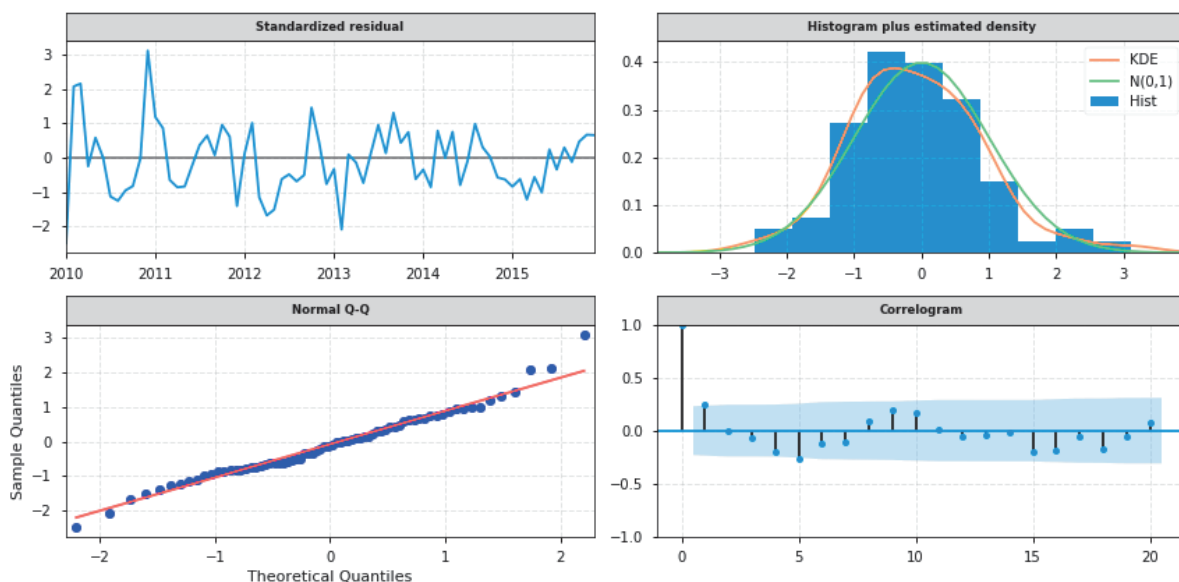 Standardized residual
3
2
1
0
−1
−2
2010 2011 2012 2013 2014 2015
Histogram plus estimated density
KDE
N(0,1)
Hist
0.4
0.3
0.2
0.1
0.0
−3 −2 −1 0 1 2 3
Normal Q-Q
Sample Quantiles
3
2
1
0
−1
−2
−2 −1 0 1 2
Theoretical Quantiles
Correlogram
1.0
0.5
0.0
−0.5
−1.0
0 5 10 15 20